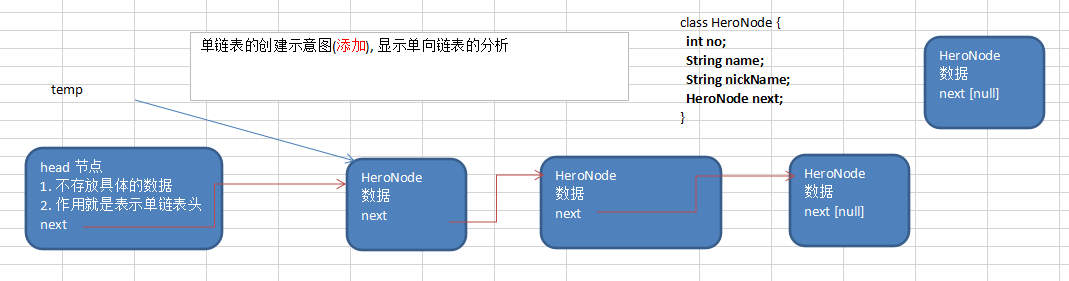 单链表的创建示意图(添加), 显示单向链表的分析
class HeroNode {
int no;
String name;
String nickName;
HeroNode next;
}
HeroNode
数据
next [null]
temp
head 节点
1. 不存放具体的数据
2. 作用就是表示单链表头
next
HeroNode
数据
next
HeroNode
数据
next
HeroNode
数据
next [null]